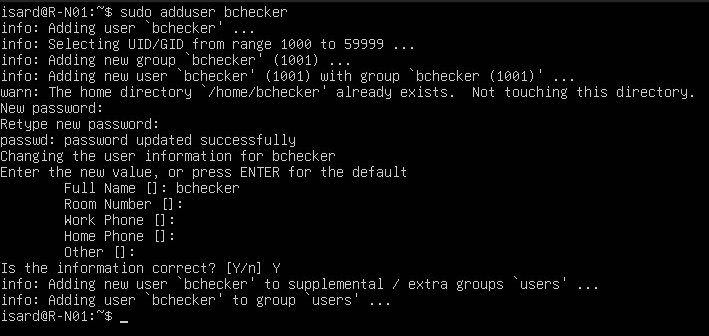 isard@R-N01:~$ sudo adduser bchecker
info: Adding user `bchecker' ...
info: Selecting UID/GID from range 1000 to 59999 ...
info: Adding new group `bchecker' (1001) ...
info: Adding new user `bchecker' (1001) with group `bchecker (1001)' ...
warn: The home directory `/home/bchecker' already exists.  Not touching this directory.
New password:
Retype new password:
passwd: password updated successfully
Changing the user information for bchecker
Enter the new value, or press ENTER for the default
        Full Name []: bchecker
        Room Number []:
        Work Phone []:
        Home Phone []:
        Other []:
Is the information correct? [Y/n] Y
info: Adding new user `bchecker' to supplemental / extra groups `users' ...
info: Adding user `bchecker' to group `users' ...
isard@R-N01:~$ _